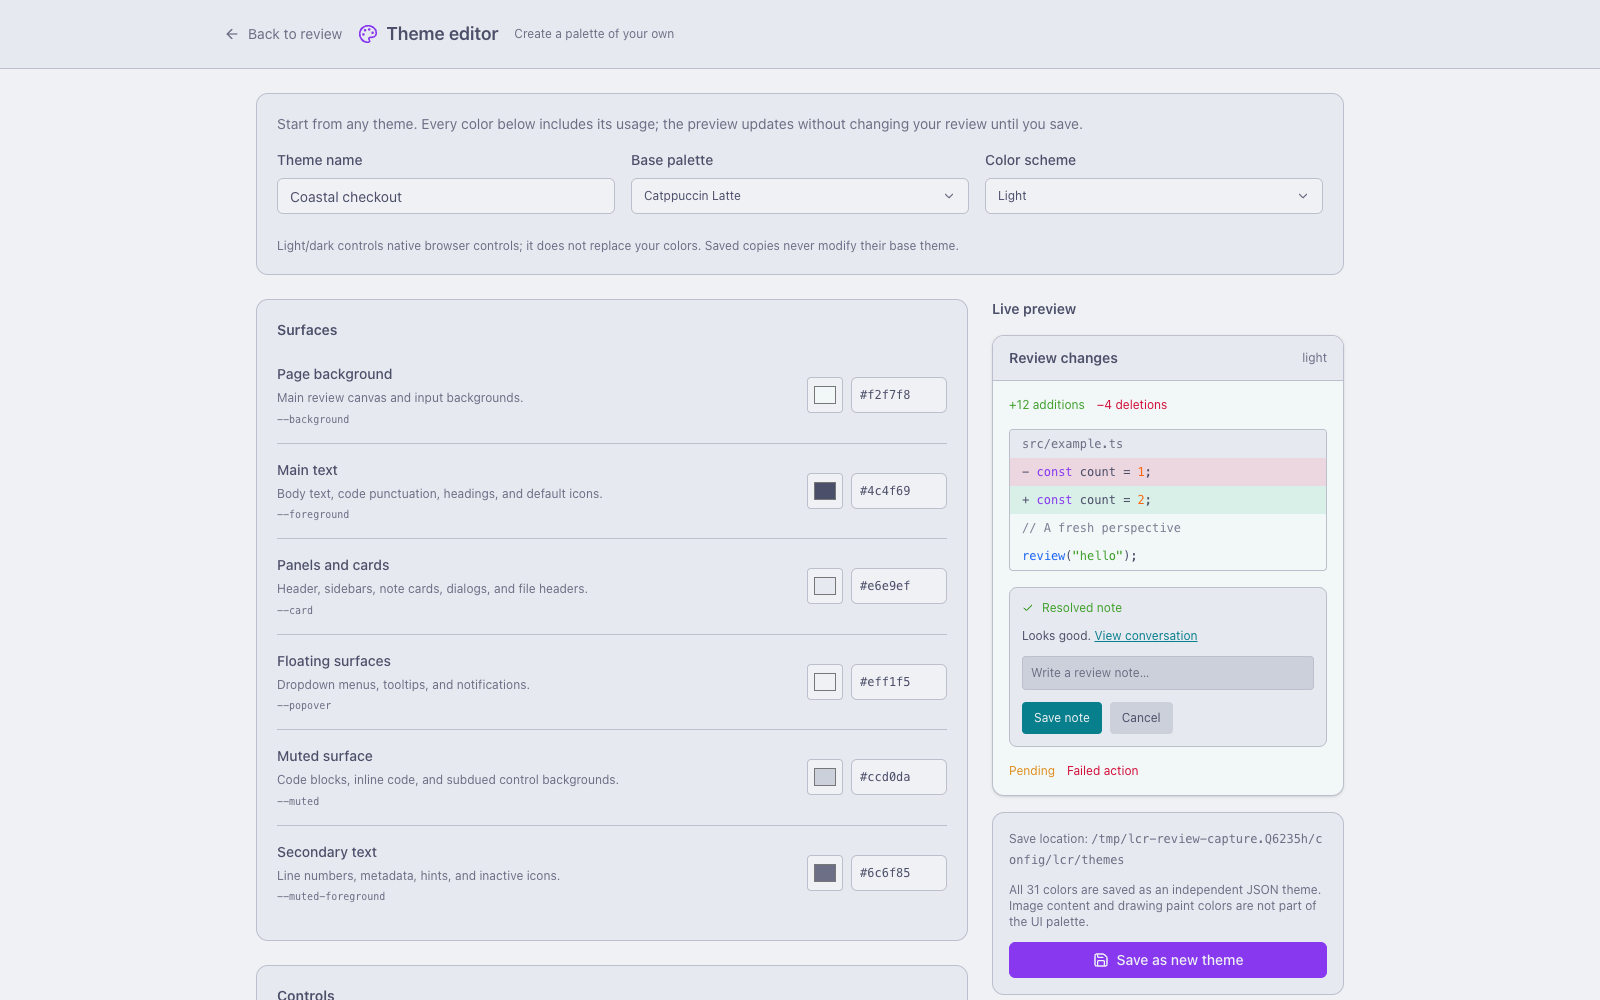 Back to review
Theme editor
Create a palette of your own
Start from any theme. Every color below includes its usage; the preview updates without changing your review until you save.
Theme name
Base palette
Color scheme
Coastal checkout
Catppuccin Latte
Light
Light/dark controls native browser controls; it does not replace your colors. Saved copies never modify their base theme.
Surfaces
Page background
Main review canvas and input backgrounds.
--background
#f2f7f8
Main text
Body text, code punctuation, headings, and default icons.
--foreground
#4c4f69
Panels and cards
Header, sidebars, note cards, dialogs, and file headers.
--card
#e6e9ef
Floating surfaces
Dropdown menus, tooltips, and notifications.
--popover
#eff1f5
Muted surface
Code blocks, inline code, and subdued control backgrounds.
--muted
#ccd0da
Secondary text
Line numbers, metadata, hints, and inactive icons.
--muted-foreground
#6c6f85
Controls
Live preview
Review changes
light
+12 additions −4 deletions
src/example.ts
− const count = 1;
+ const count = 2;
// A fresh perspective
review("hello");
Resolved note
Looks good. View conversation
Write a review note...
Save note
Cancel
Pending Failed action
Save location: /tmp/lcr-review-capture.Q6235h/c
onfig/lcr/themes
All 31 colors are saved as an independent JSON theme.
Image content and drawing paint colors are not part of
the UI palette.
Save as new theme